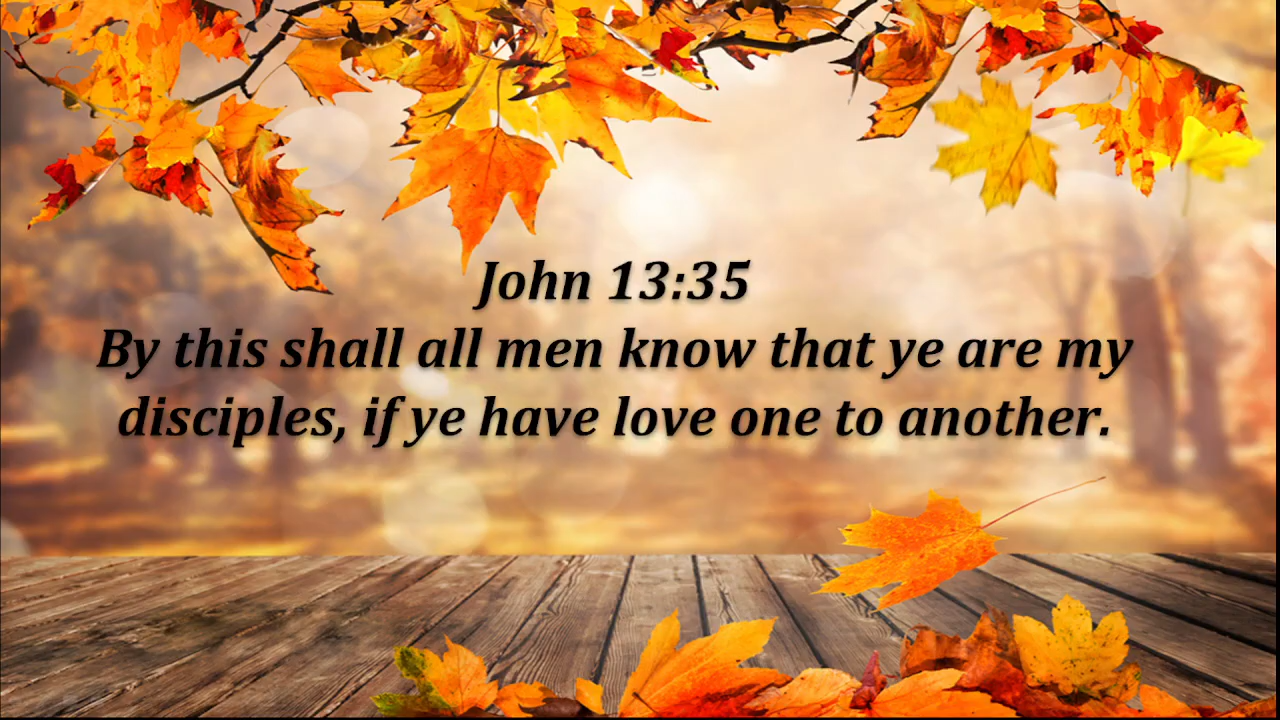 John 13:35
By this shall all men know that ye are my
disciples, if ye have love one to another.